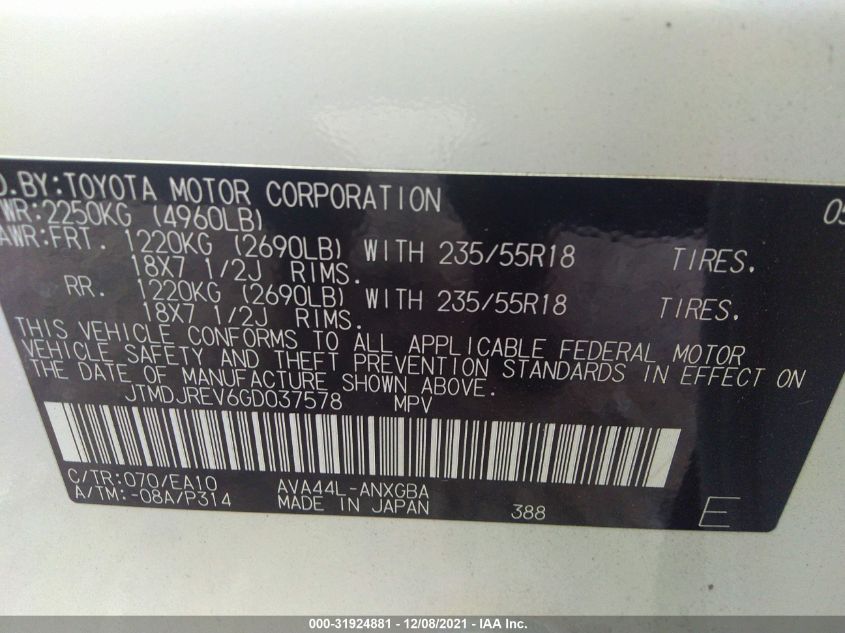 D.BY:TOYOTA MOTOR CORPORATION 05
WR:2250KG (4960LB)
AWR:FRT. 1220KG (2690LB) WITH 235/55R18 TIRES.
18X7 1/2J RIMS.
RR. 1220KG (2690LB) WITH 235/55R18 TIRES.
18X7 1/2J RIMS.
THIS VEHICLE CONFORMS TO ALL APPLICABLE FEDERAL MOTOR
VEHICLE SAFETY AND THEFT PREVENTION STANDARDS IN EFFECT ON
THE DATE OF MANUFACTURE SHOWN ABOVE.
JTMDJREV6GD037578 MPV
C/TR:070/EA10 AVA44L-ANXGBA
A/TM:-08A/P314 MADE IN JAPAN 388 E
000-31924881 - 12/08/2021 - IAA Inc.